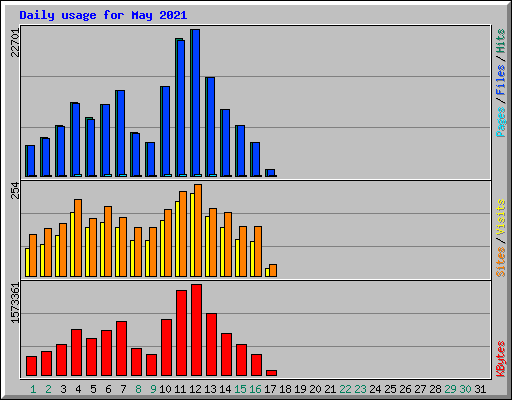 Daily usage for May 2021
22701
Pages / Files / Hits
254
Sites / Visits
1573361
KBytes
1 2 3 4 5 6 7 8 9 10 11 12 13 14 15 16 17 18 19 20 21 22 23 24 25 26 27 28 29 30 31